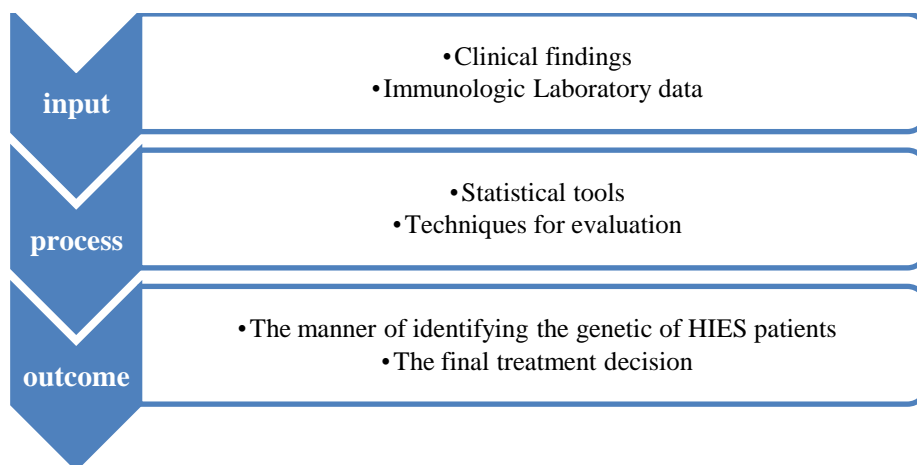 input
•Clinical findings
•Immunologic Laboratory data
process
•Statistical tools
•Techniques for evaluation
outcome
•The manner of identifying the genetic of HIES patients
•The final treatment decision